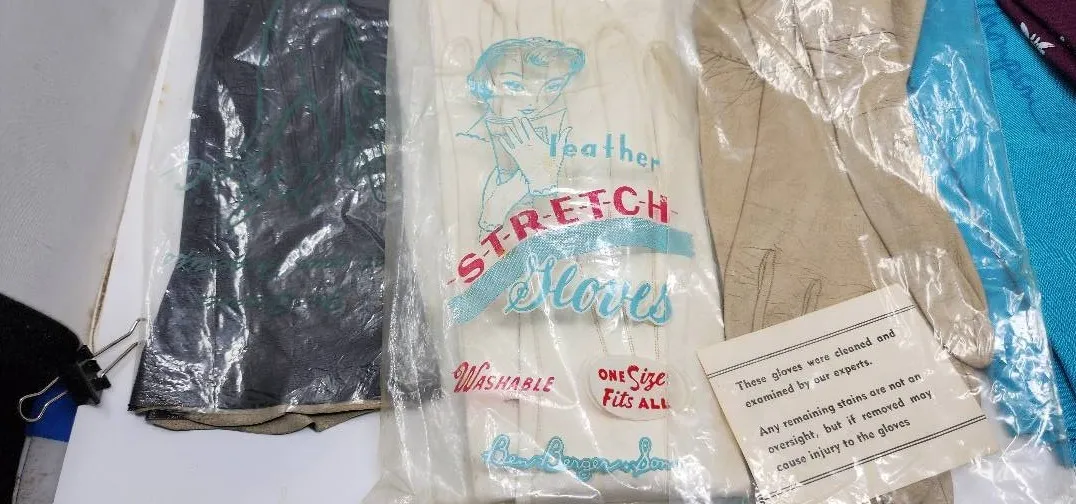 leather
S-T-R-E-T-C-H
Gloves
WASHABLE
ONE Size
Fits ALL
Ben Berger & Son
These gloves were cleaned and
examined by our experts.
Any remaining stains are not an
oversight, but if removed may
cause injury to the gloves